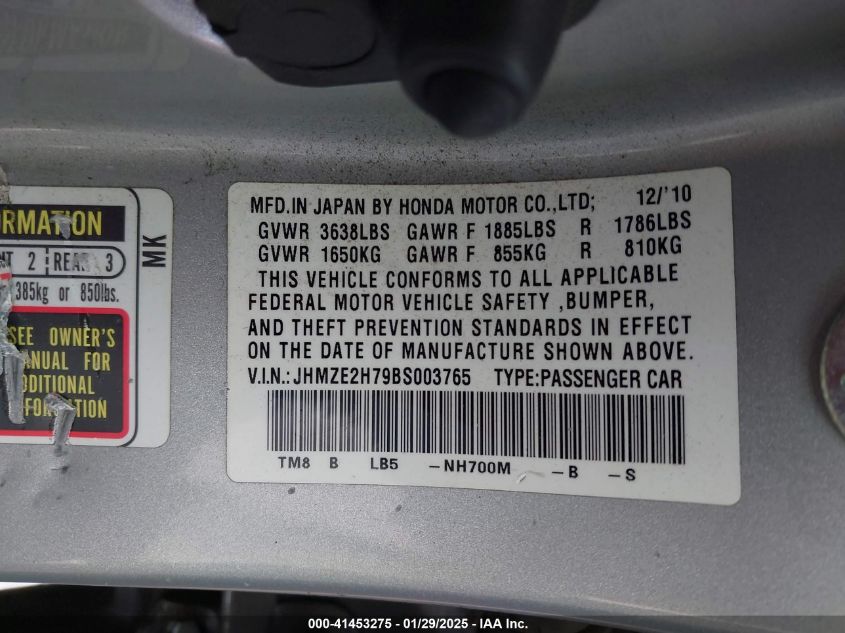 ORMATION
NT 2 REAR 3
385kg or 850lbs.
SEE OWNER'S
ANUAL FOR
DDITIONAL
FORMATION
MK
MFD.IN JAPAN BY HONDA MOTOR CO.,LTD; 12/'10
GVWR 3638LBS GAWR F 1885LBS R 1786LBS
GVWR 1650KG GAWR F 855KG R 810KG
THIS VEHICLE CONFORMS TO ALL APPLICABLE
FEDERAL MOTOR VEHICLE SAFETY ,BUMPER,
AND THEFT PREVENTION STANDARDS IN EFFECT
ON THE DATE OF MANUFACTURE SHOWN ABOVE.
V.I.N.:JHMZE2H79BS003765 TYPE:PASSENGER CAR
TM8 B LB5 -NH700M -B -S
000-41453275 - 01/29/2025 - IAA Inc.